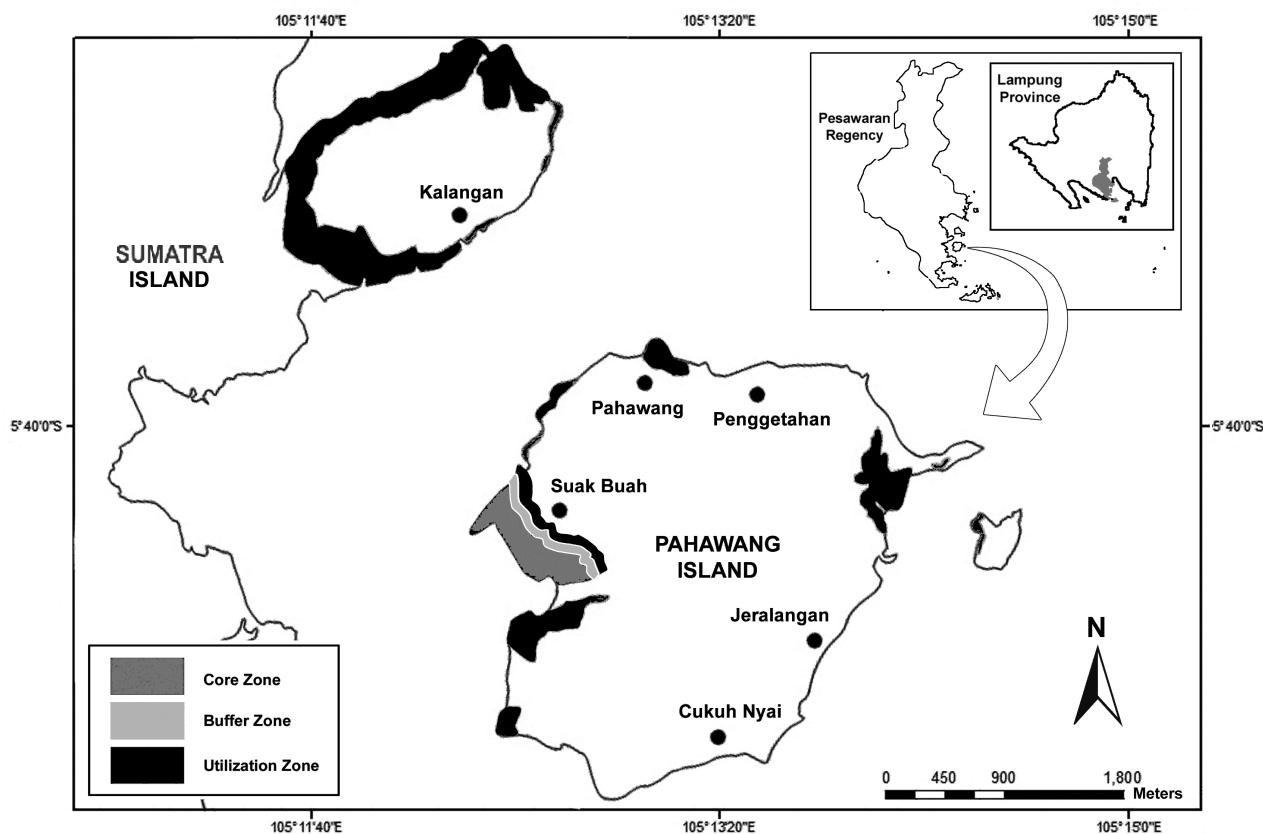 105°11'40"E
105°13'20"E
105°15'0"E
Lampung
Province
Pesawaran
Regency
Kalangan
SUMATRA
ISLAND
Pahawang
Penggetahan
5°40'0"S
5°40'0"S
Suak Buah
PAHAWANG
ISLAND
Jeralangan
N
Core Zone
Buffer Zone
Utilization Zone
Cukuh Nyai
0 450 900 1,800
Meters
105°11'40"E
105°13'20"E
105°15'0"E